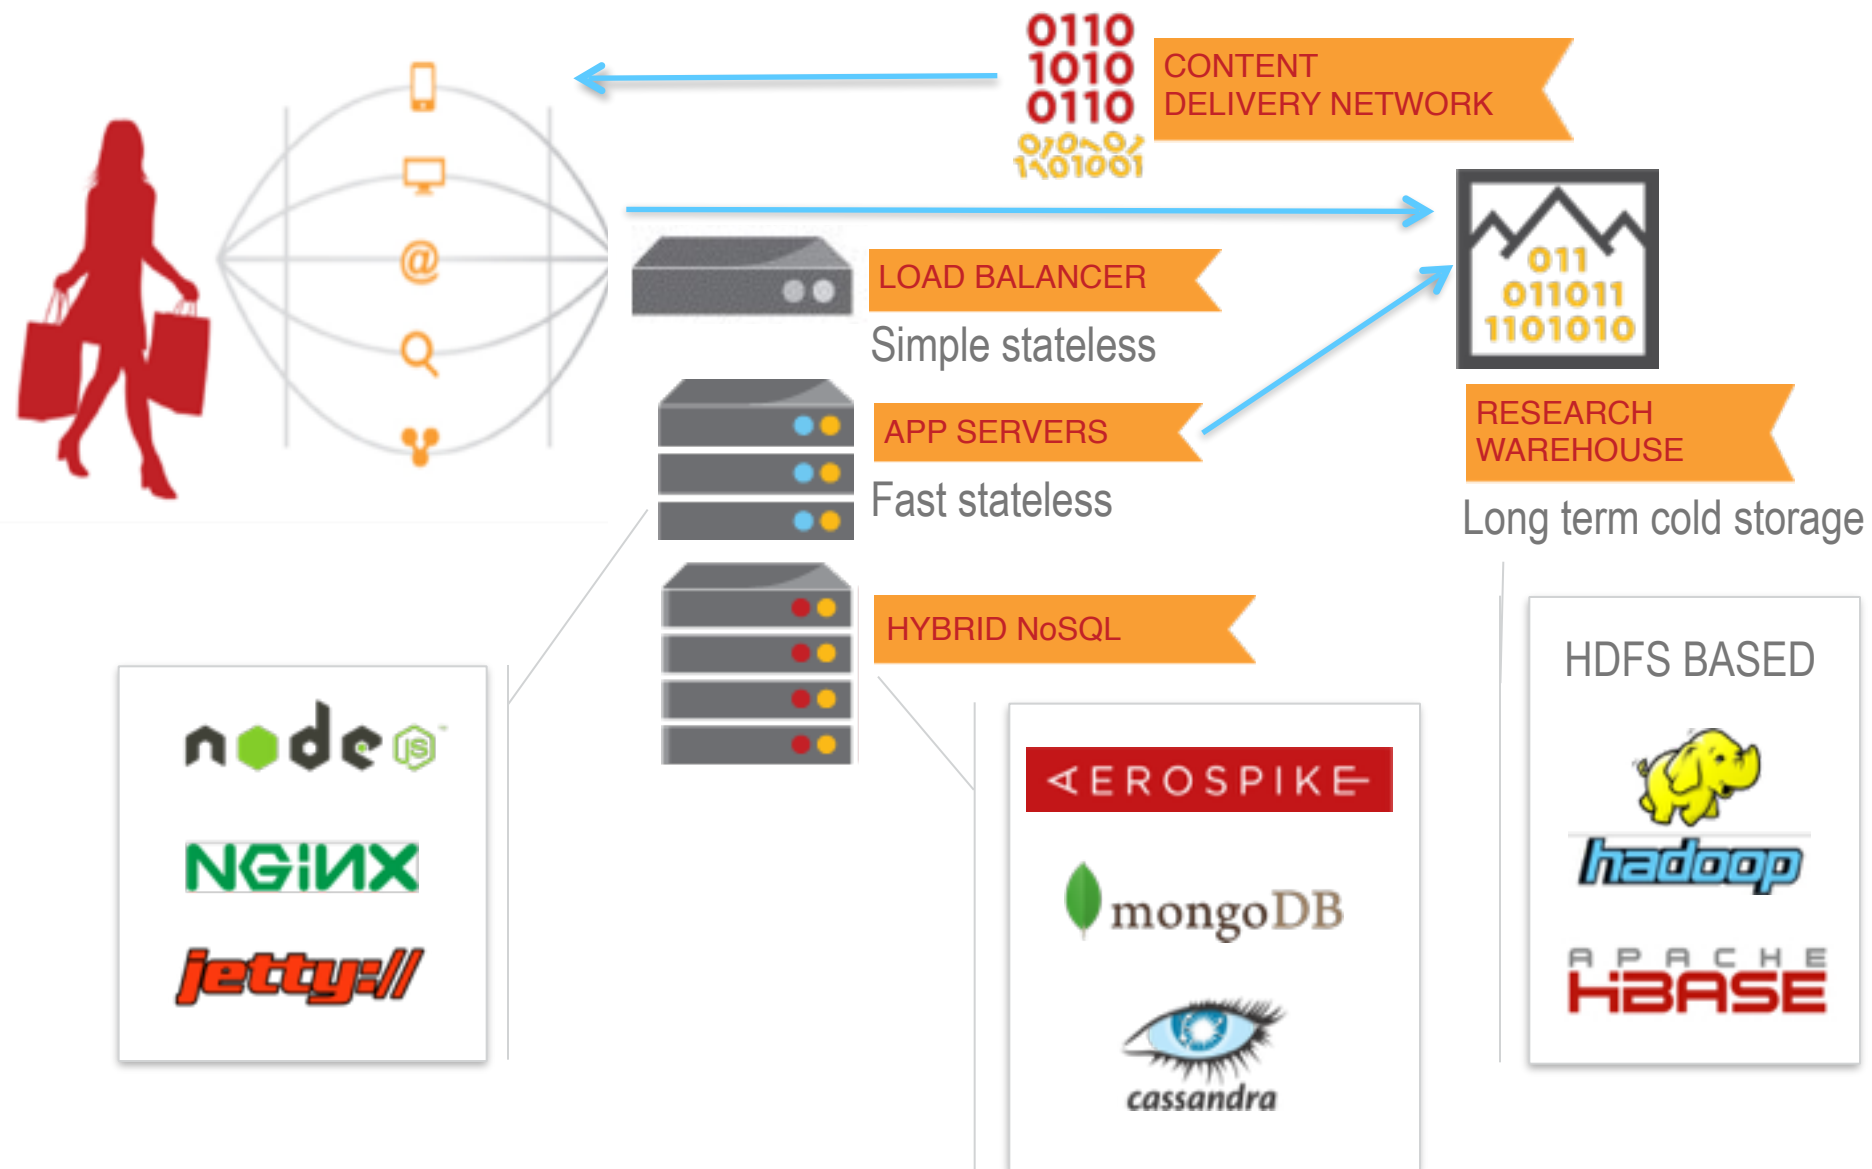 0110
1010
0110
CONTENT
DELIVERY NETWORK
@
LOAD BALANCER
Simple stateless
011
011011
1101010
APP SERVERS
Fast stateless
RESEARCH
WAREHOUSE
Long term cold storage
HYBRID NoSQL
node js
NGiNX
jetty://
AEROSPIKE
mongoDB
cassandra
HDFS BASED
hadoop
APACHE
HBASE